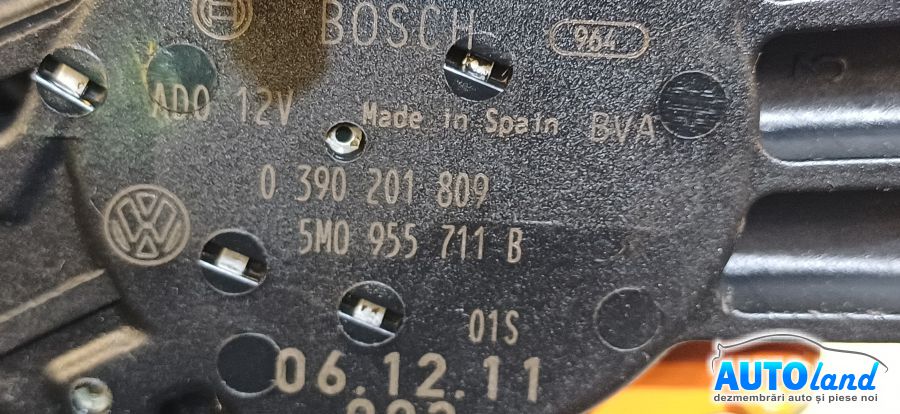 BOSCH
964
ADO 12V
Made in Spain BVA
0 390 201 809
5M0 955 711 B
01S
06.12.11
AUTOland
dezmembrări auto și piese noi